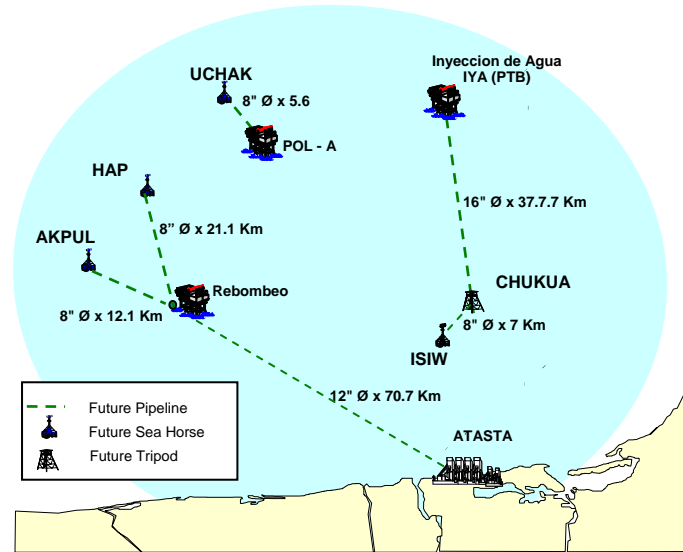 UCHAK
8" Ø x 5.6
POL - A
Inyeccion de Agua
IYA (PTB)
HAP
8” Ø x 21.1 Km
16" Ø x 37.7.7 Km
AKPUL
8" Ø x 12.1 Km
Rebombeo
CHUKUA
8" Ø x 7 Km
ISIW
12" Ø x 70.7 Km
ATASTA
Future Pipeline
Future Sea Horse
Future Tripod